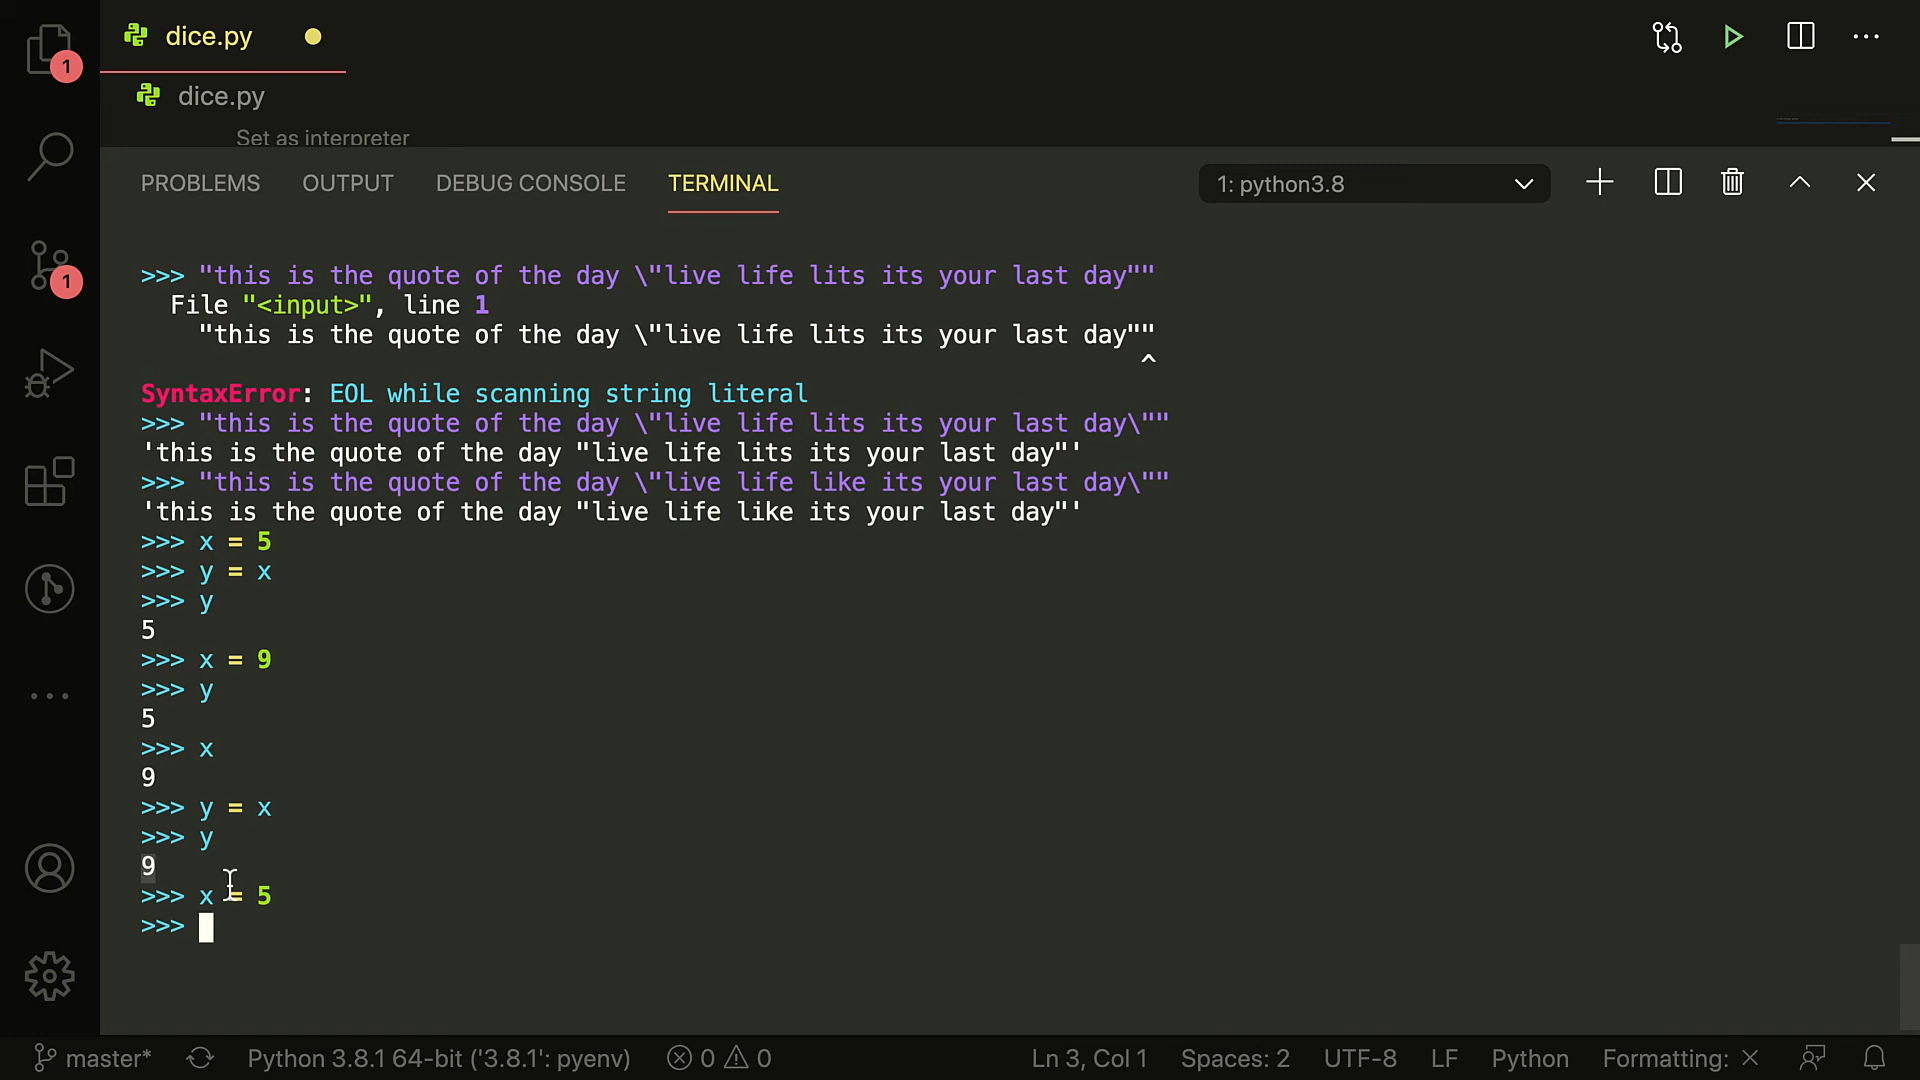 dice.py
1
dice.py
Set as interpreter
PROBLEMS OUTPUT DEBUG CONSOLE TERMINAL 1: python3.8
>>> "this is the quote of the day \"live life lits its your last day""
File "<input>", line 1
"this is the quote of the day \"live life lits its your last day""
^
SyntaxError: EOL while scanning string literal
>>> "this is the quote of the day \"live life lits its your last day\""
'this is the quote of the day "live life lits its your last day"'
>>> "this is the quote of the day \"live life like its your last day\""
'this is the quote of the day "live life like its your last day"'
>>> x = 5
>>> y = x
>>> y
5
>>> x = 9
>>> y
5
>>> x
9
>>> y = x
>>> y
9
>>> x = 5
>>>
1
master* Python 3.8.1 64-bit ('3.8.1': pyenv) 0 0 Ln 3, Col 1 Spaces: 2 UTF-8 LF Python Formatting: ×